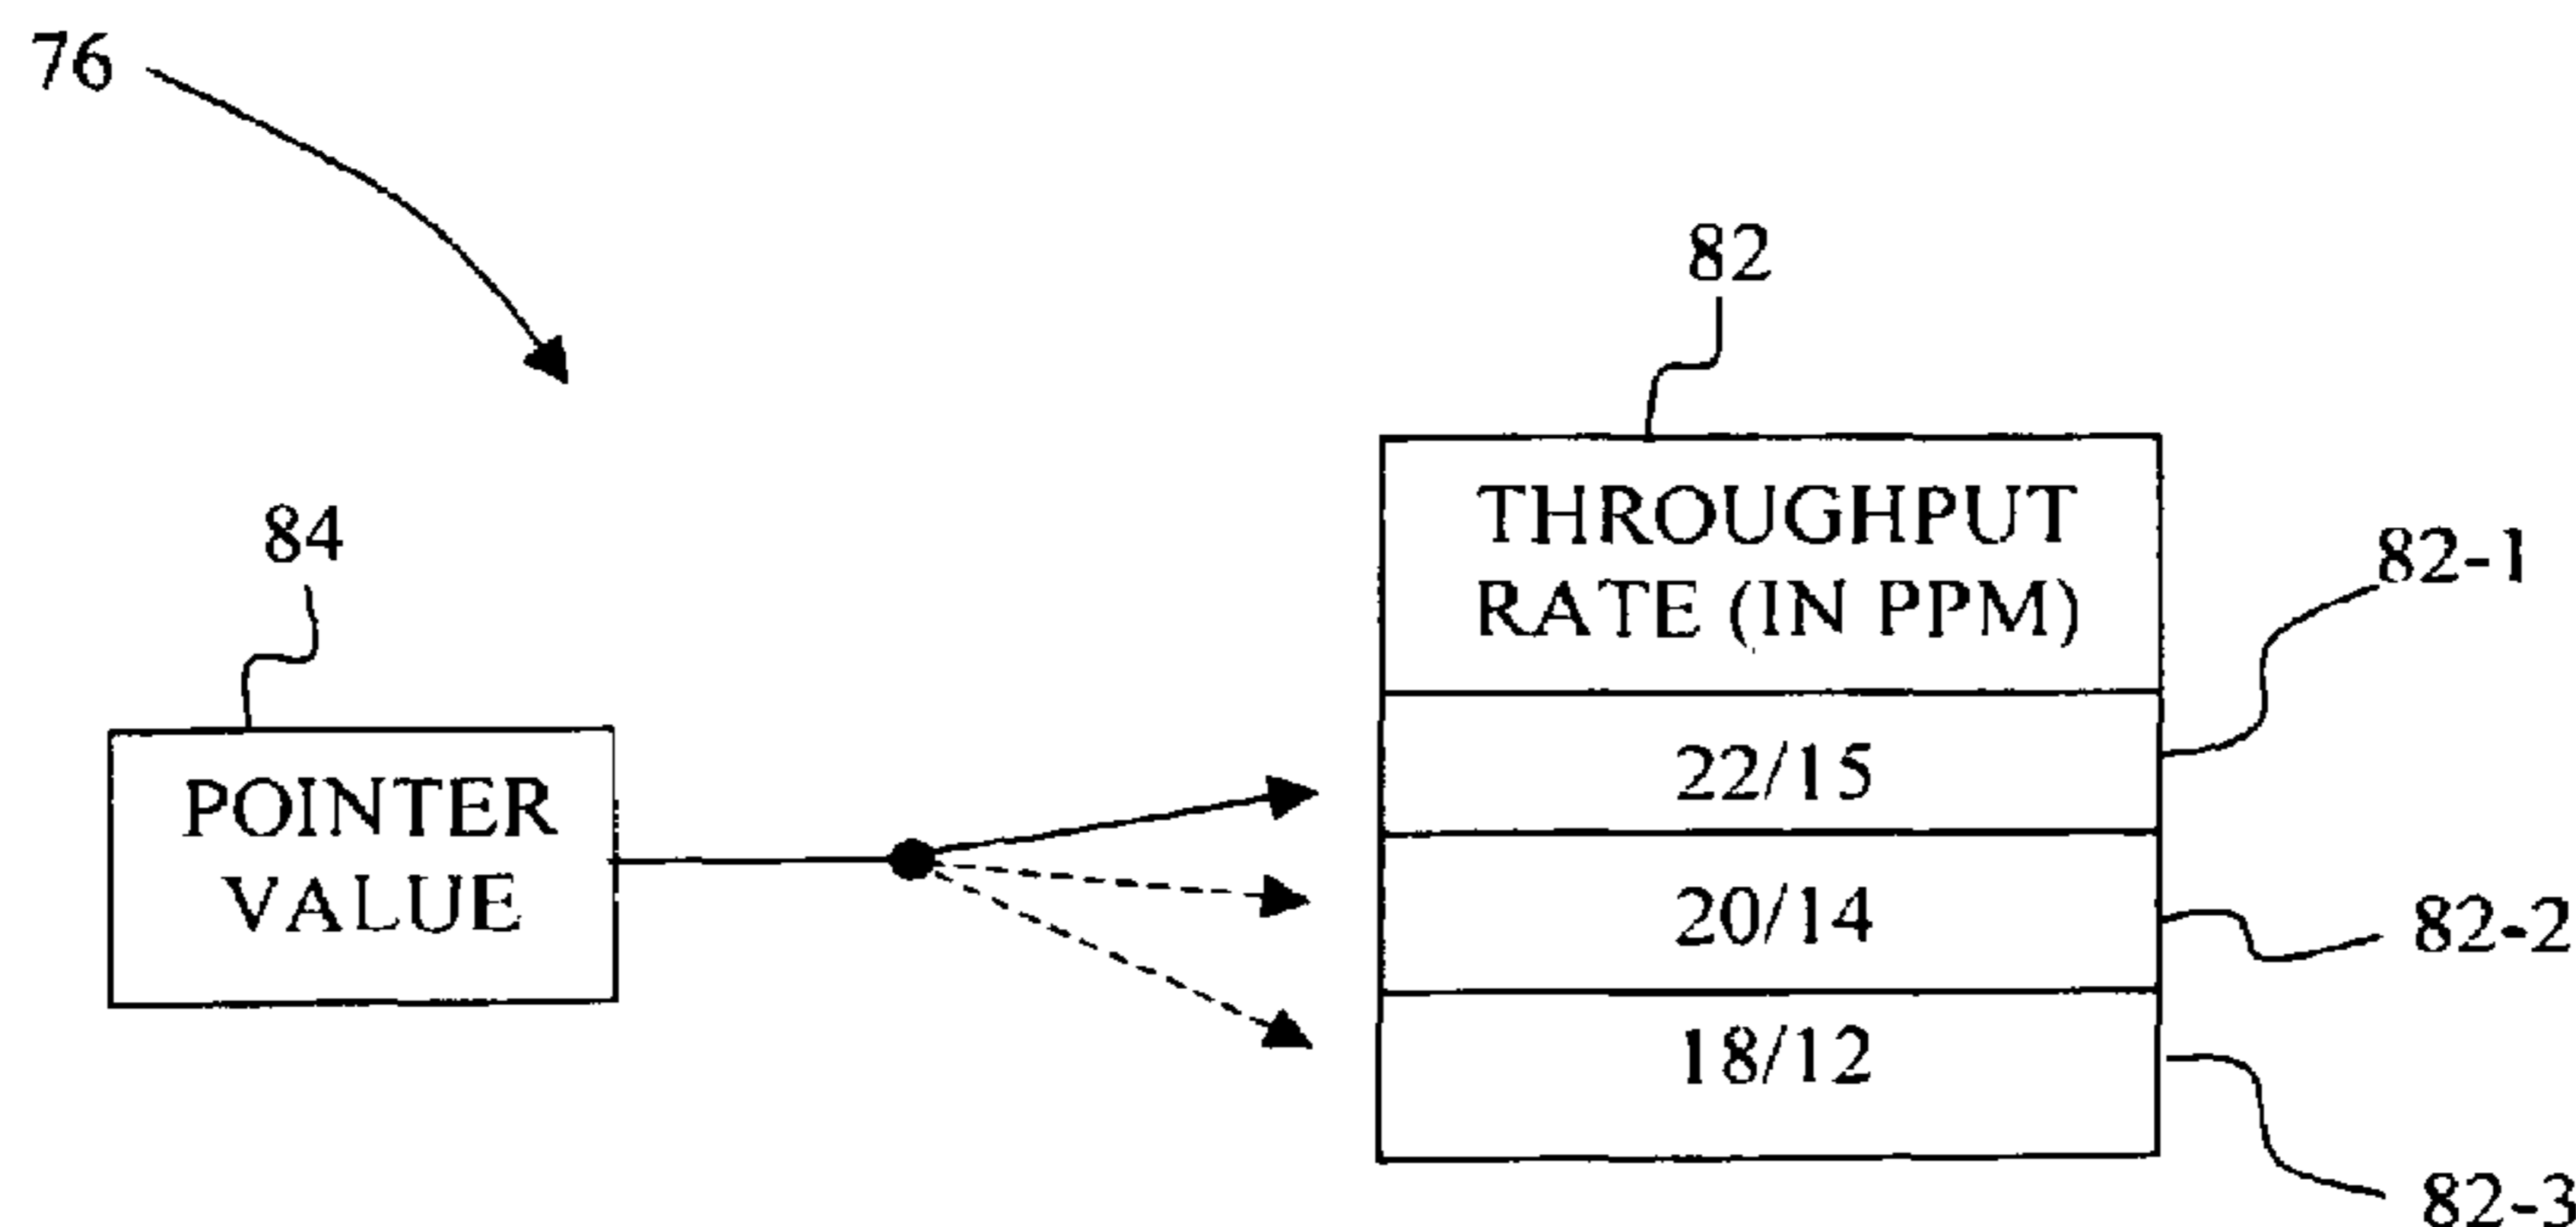 76
82
THROUGHPUT
RATE (IN PPM)
82-1
84
POINTER
VALUE
22/15
20/14
82-2
18/12
82-3